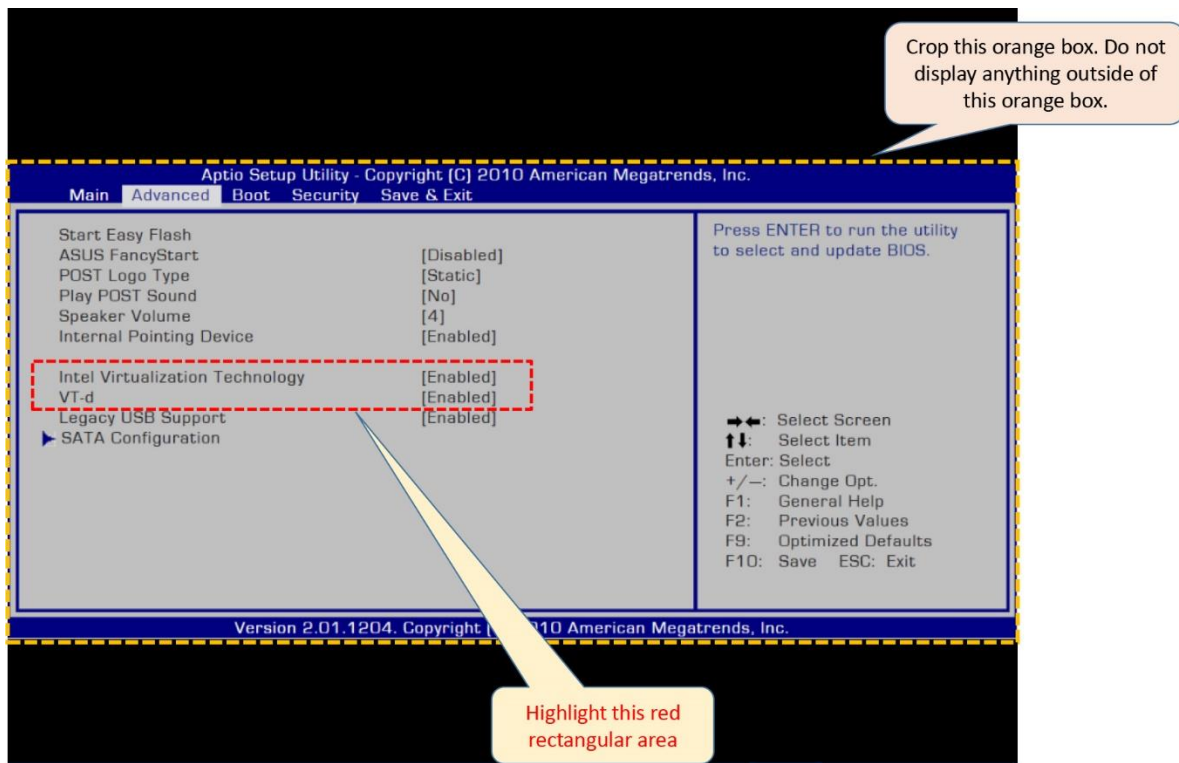 Crop this orange box. Do not
display anything outside of
this orange box.
Aptio Setup Utility - Copyright (C) 2010 American Megatrends, Inc.
Main Advanced Boot Security Save & Exit
Start Easy Flash
ASUS FancyStart [Disabled]
POST Logo Type [Static]
Play POST Sound [No]
Speaker Volume [4]
Internal Pointing Device [Enabled]
Intel Virtualization Technology [Enabled]
VT-d [Enabled]
Legacy USB Support [Enabled]
SATA Configuration
Press ENTER to run the utility
to select and update BIOS.
→←: Select Screen
↑↓: Select Item
Enter: Select
+/—: Change Opt.
F1: General Help
F2: Previous Values
F9: Optimized Defaults
F10: Save ESC: Exit
Version 2.01.1204. Copyright ( 10 American Megatrends, Inc.
Highlight this red
rectangular area